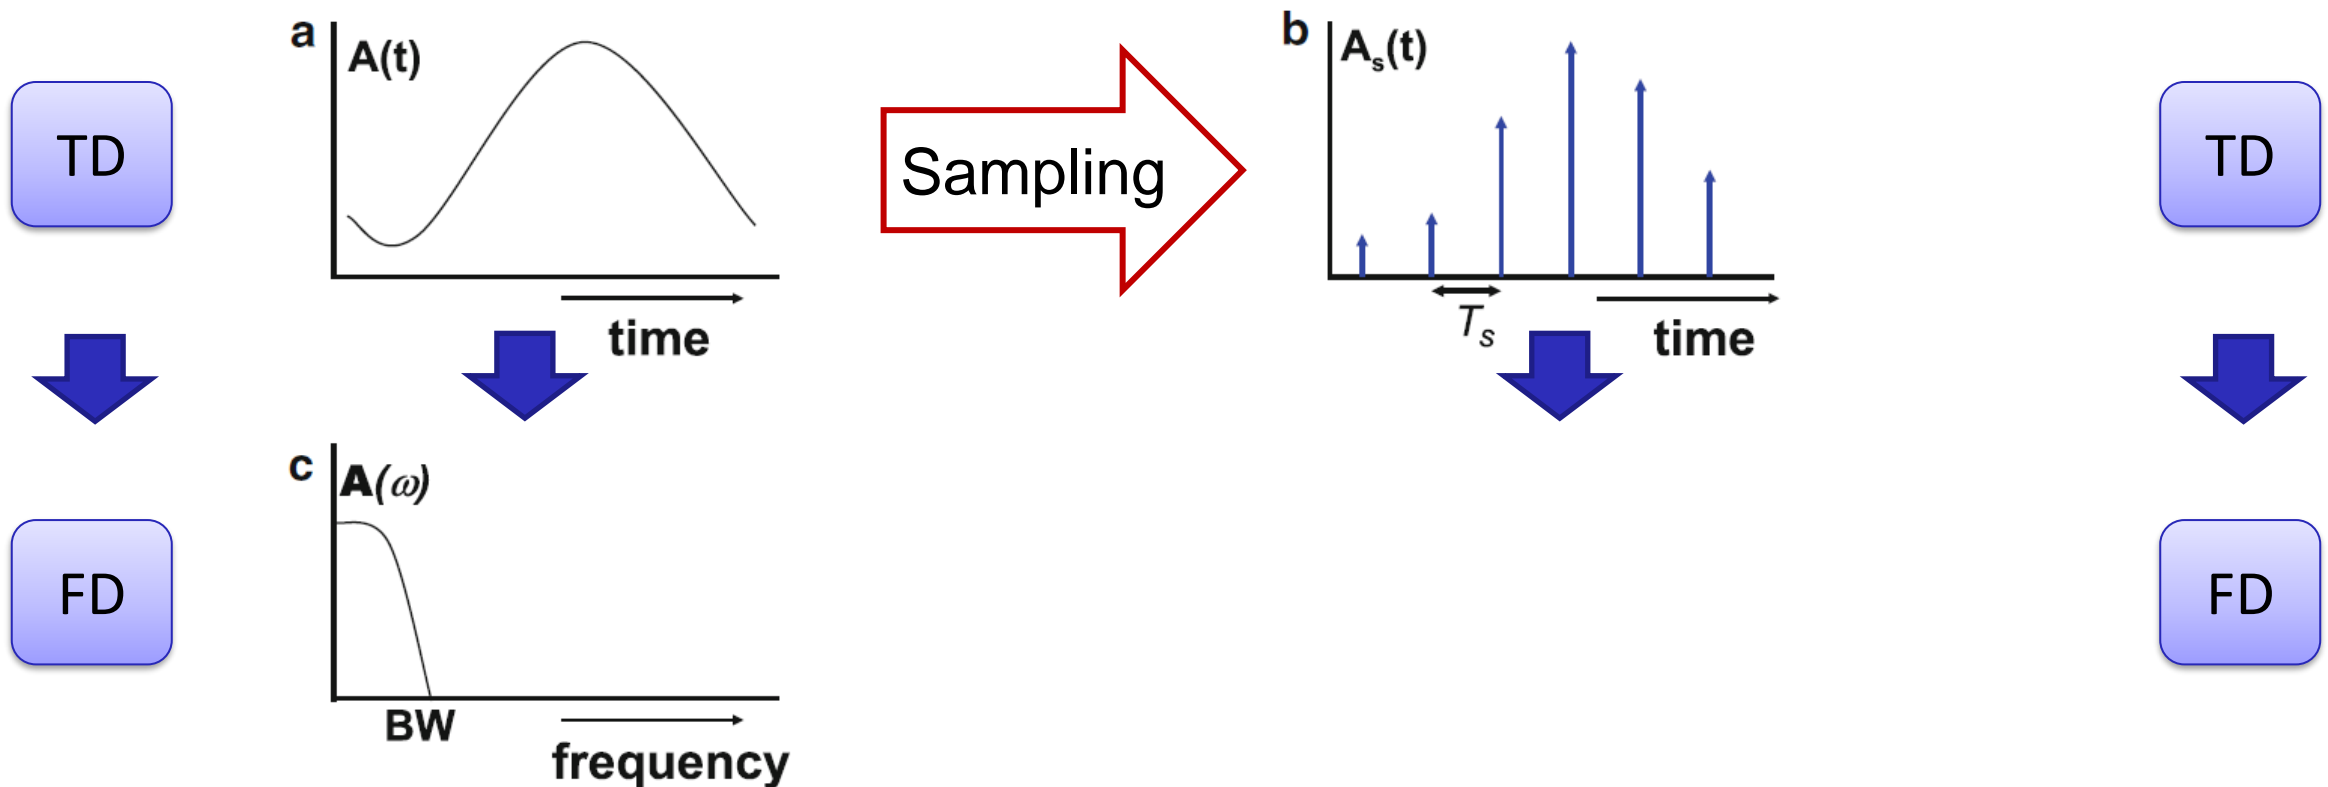 a
A(t)
TD
Sampling
b
As(t)
TD
time
Ts
time
c
A(ω)
FD
FD
BW
frequency